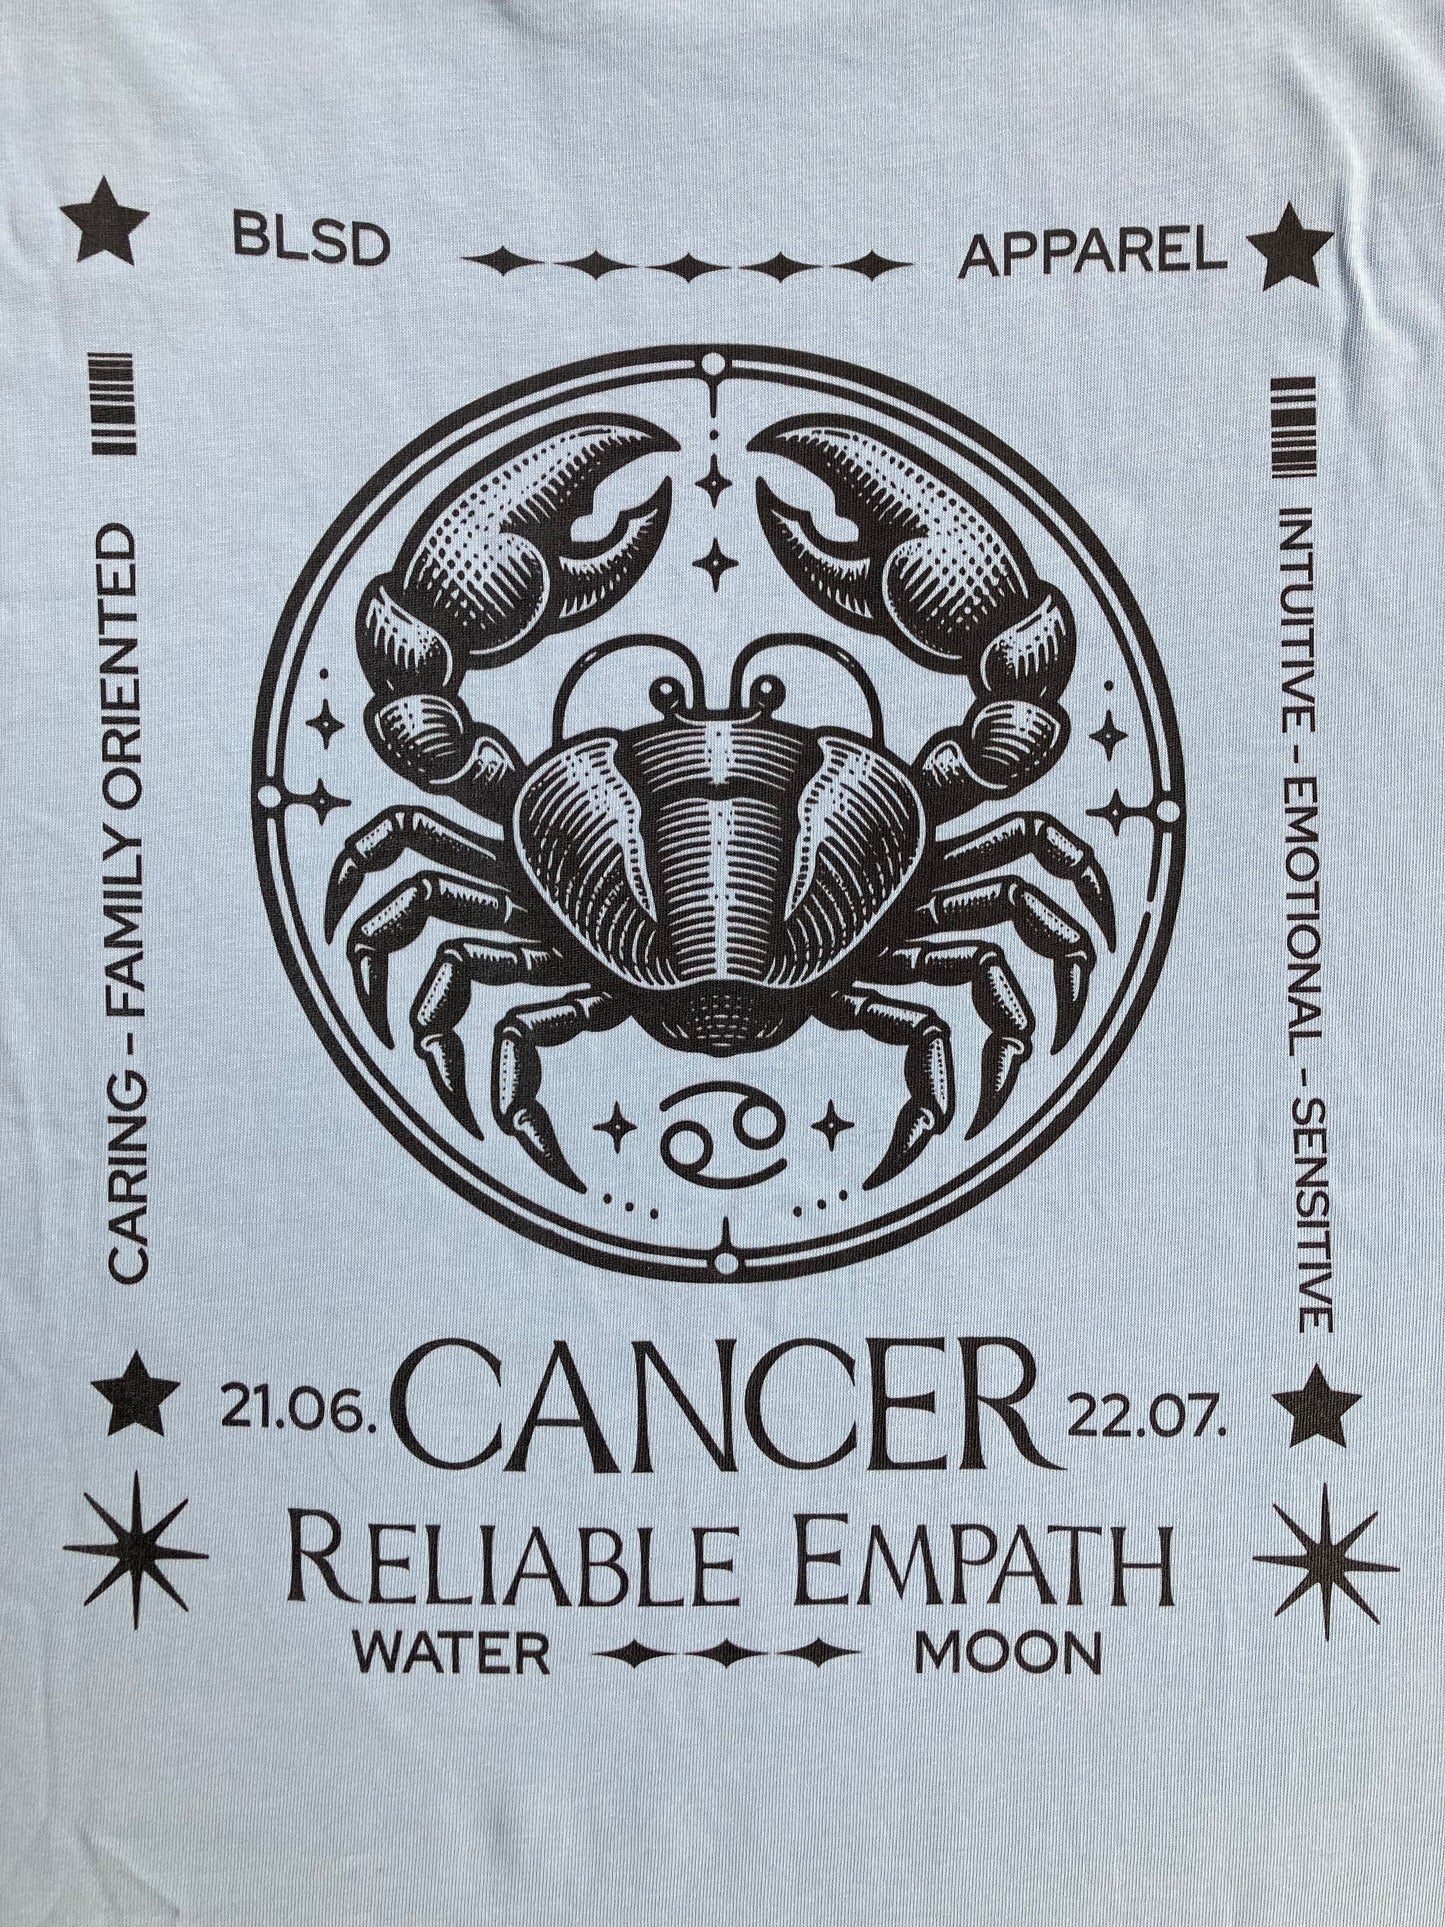 BLSD APPAREL
CARING - FAMILY ORIENTED
INTUITIVE - EMOTIONAL - SENSITIVE
21.06. CANCER 22.07.
RELIABLE EMPATH
WATER MOON